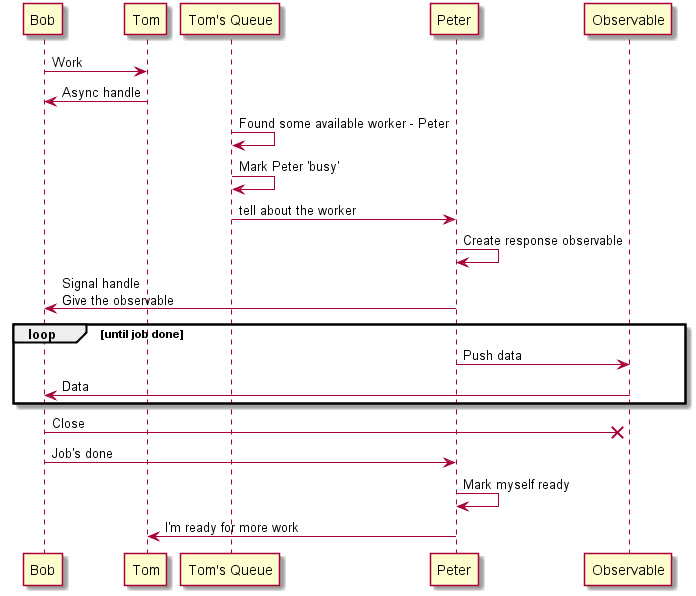 Bob Tom Tom's Queue Peter Observable
Work
Async handle
Found some available worker - Peter
Mark Peter 'busy'
tell about the worker
Create response observable
Signal handle
Give the observable
loop [until job done]
Push data
Data
Close
Job's done
Mark myself ready
I'm ready for more work
Bob Tom Tom's Queue Peter Observable